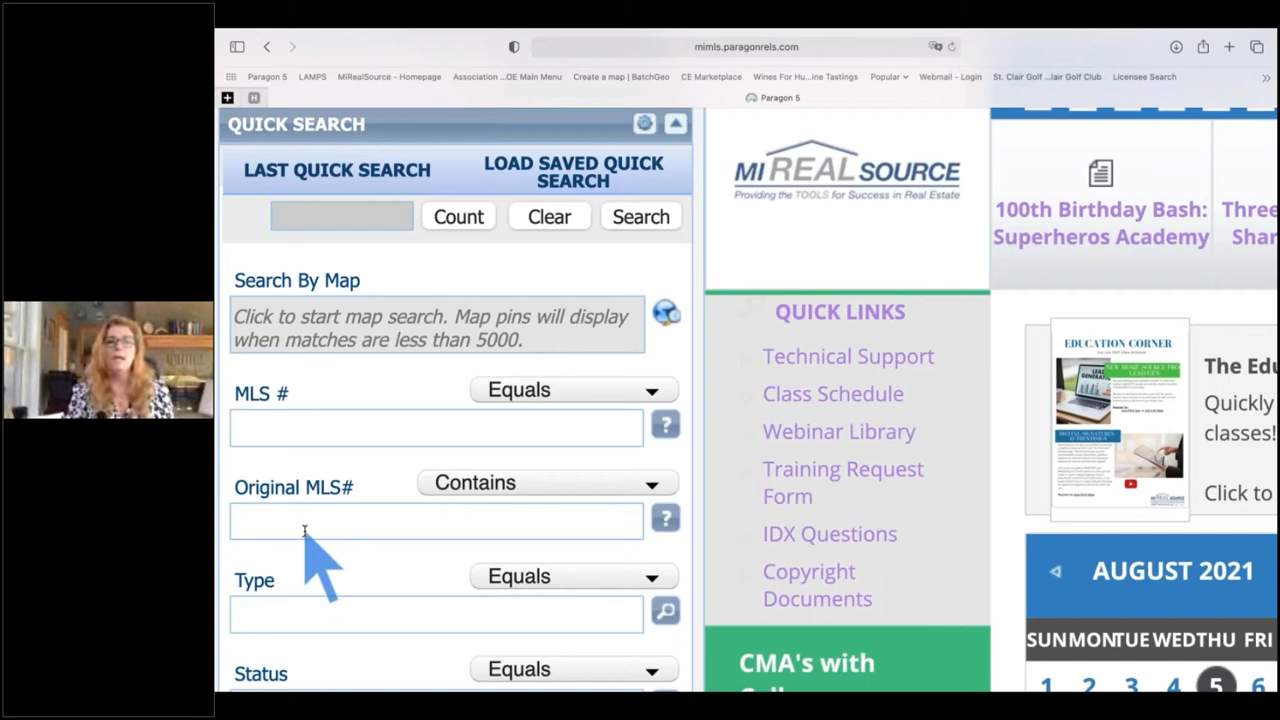 mimls.paragonrels.com
Paragon 5
LAMPS
MiRealSource - Homepage
Association ...OE Main Menu
Create a map | BatchGeo
CE Marketplace
Wines For Hu...ine Tastings
Popular
Webmail - Login
St. Clair Golf ...lair Golf Club
Licensee Search
H
Paragon 5
QUICK SEARCH
LAST QUICK SEARCH
LOAD SAVED QUICK
SEARCH
Count
Clear
Search
Search By Map
Click to start map search. Map pins will display
when matches are less than 5000.
MLS #
Equals
?
Original MLS#
Contains
?
Type
Equals
Status
Equals
MI REAL SOURCE
Providing the TOOLS for Success in Real Estate
QUICK LINKS
Technical Support
Class Schedule
Webinar Library
Training Request
Form
IDX Questions
Copyright
Documents
CMA's with
100th Birthday Bash:
Superheros Academy
Three
Shar
EDUCATION CORNER
The Edu
Quickly
classes!
Click to
AUGUST 2021
SUN MON TUE WED THU FRI
1 2 3 4 5 6